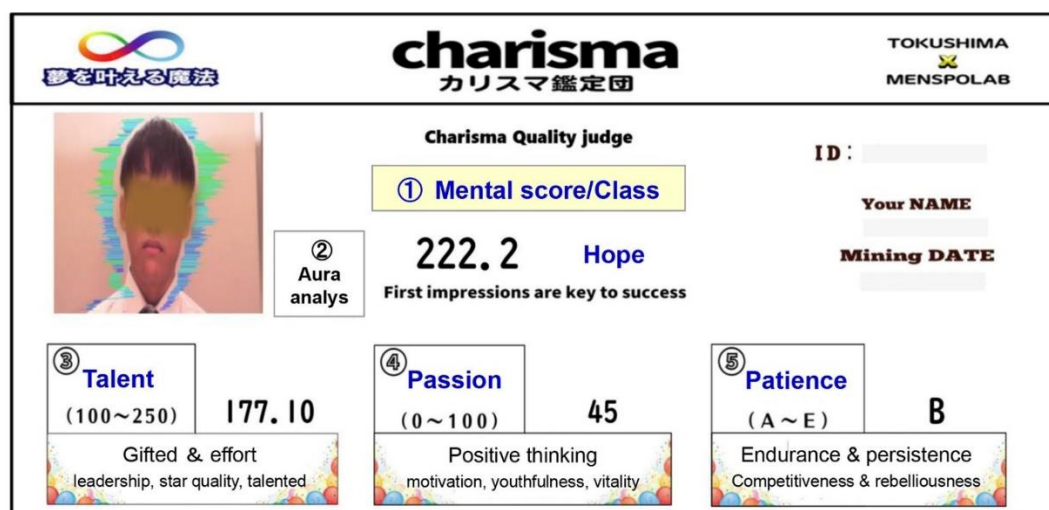 夢を叶える魔法
charisma
カリスマ鑑定団
TOKUSHIMA
X
MENSPOLAB
Charisma Quality judge
① Mental score/Class
222.2 Hope
First impressions are key to success
②
Aura
analys
ID:
Your NAME
Mining DATE
③
Talent
(100~250) 177.10
Gifted & effort
leadership, star quality, talented
④
Passion
(0~100) 45
Positive thinking
motivation, youthfulness, vitality
⑤
Patience
(A~E) B
Endurance & persistence
Competitiveness & rebelliousness